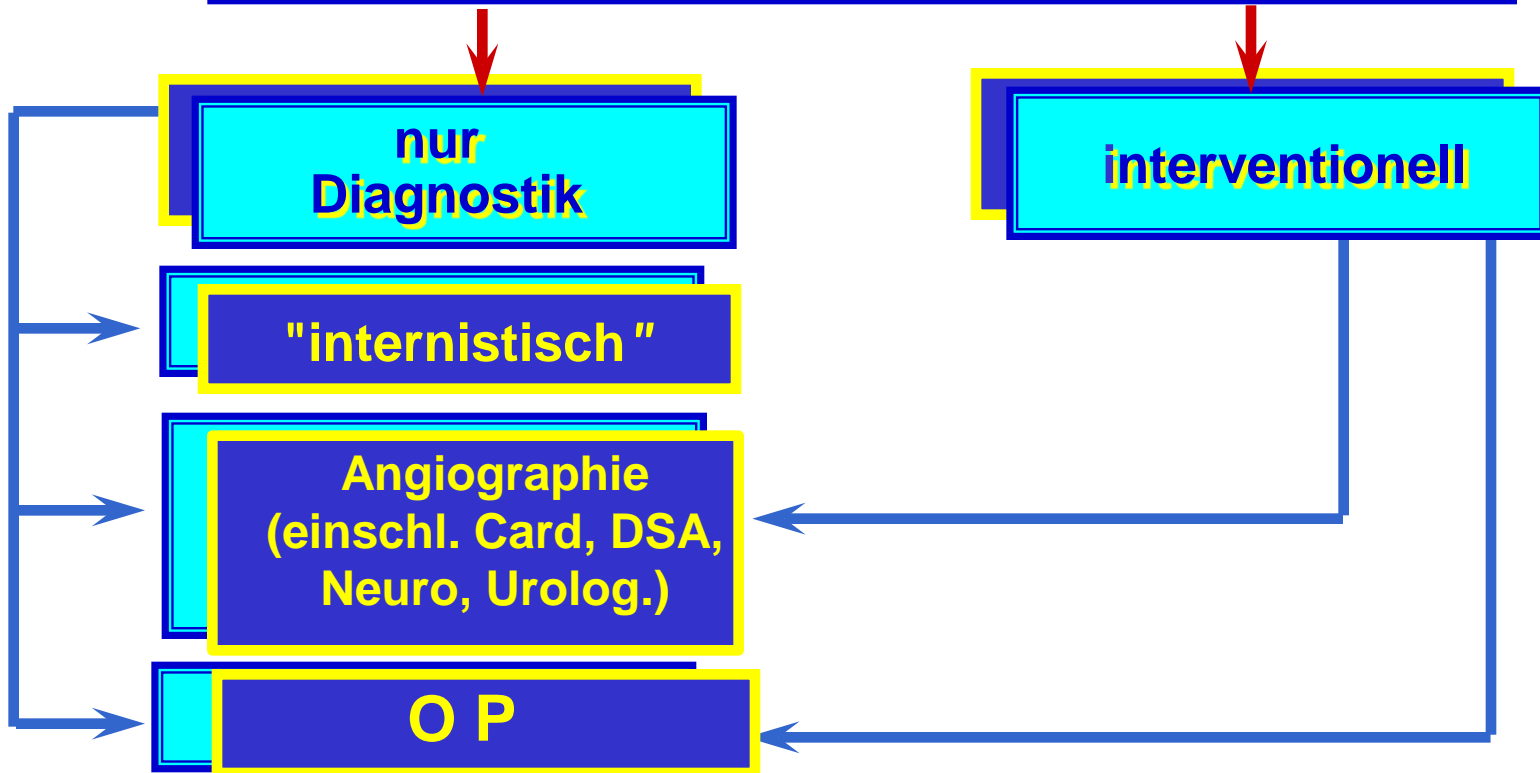 nur
Diagnostik
interventionell
"internistisch"
Angiographie
(einschl. Card, DSA,
Neuro, Urolog.)
O P